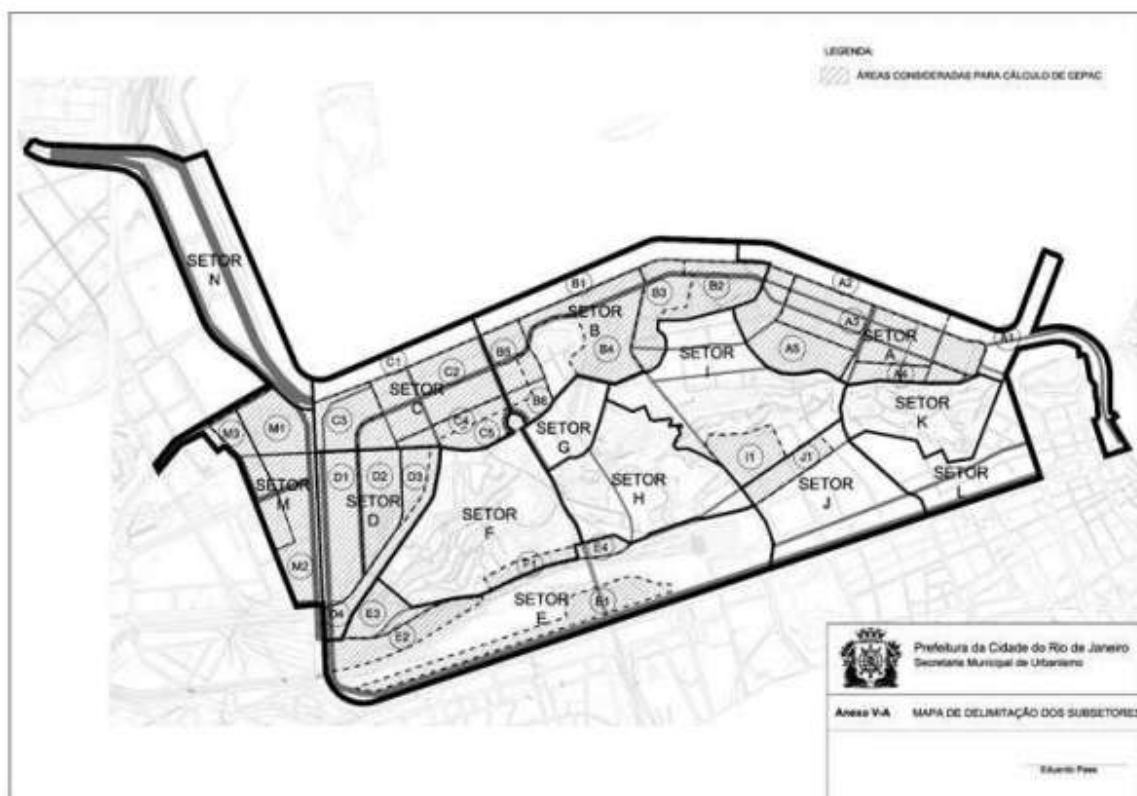 LEGENDA:
ÁREAS CONSIDERADAS PARA CÁLCULO DE CEPAC
SETOR
N
B1
A2
B3
B2
SETOR
B
A3
A1
C1
C2
B5
B4
SETOR
I
A5
SETOR
A
A4
C3
SETOR
C
B6
M3
M1
C4
C5
SETOR
G
SETOR
K
SETOR
M
D1
D2
D3
SETOR
D
SETOR
F
SETOR
H
I1
J1
SETOR
J
SETOR
L
M2
F1
E4
D4
E3
E2
SETOR
E
E1
Prefeitura da Cidade do Rio de Janeiro
Secretaria Municipal de Urbanismo
Anexo V-A MAPA DE DELIMITAÇÃO DOS SUBSETORES
Eduardo Paes